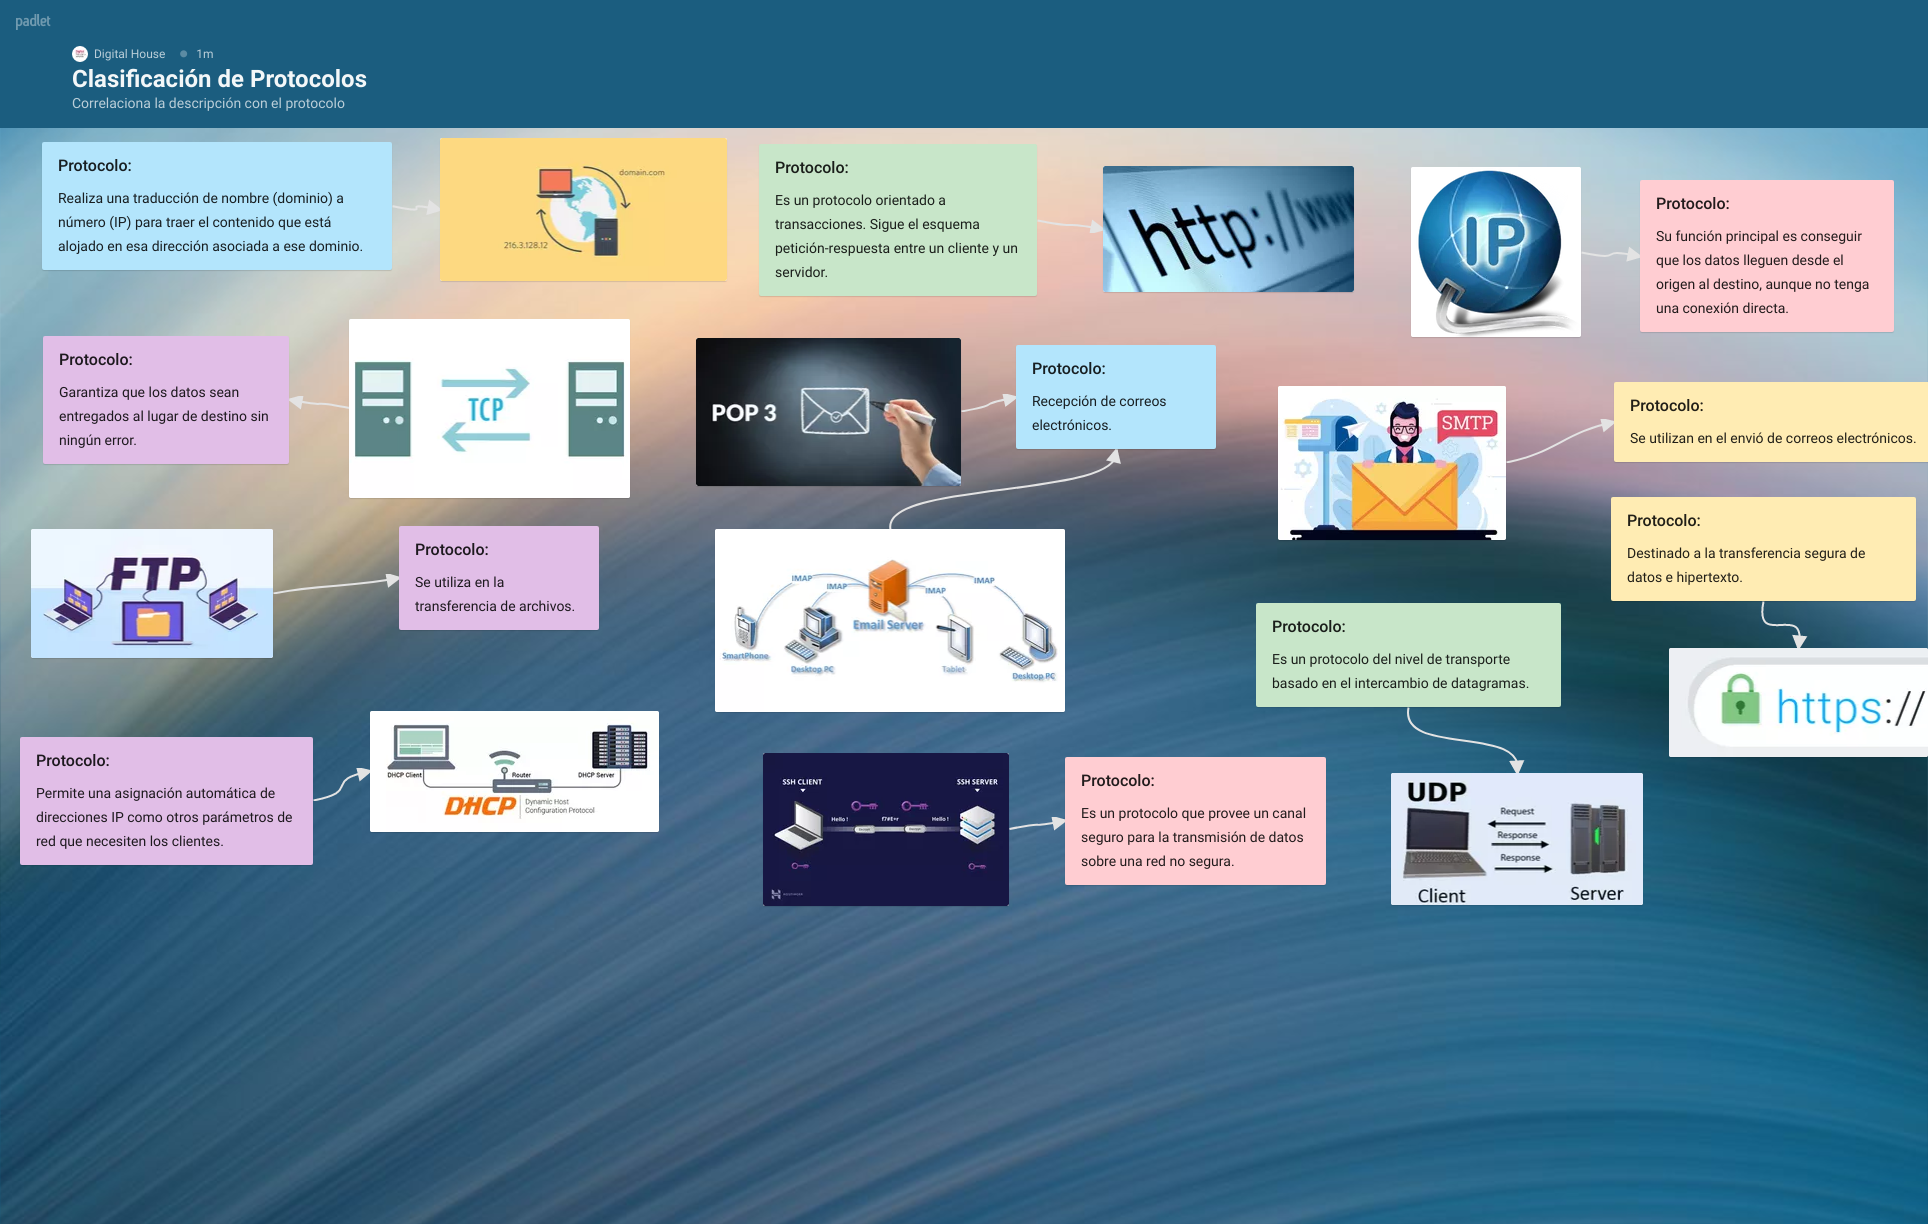 padlet
Digital House 1m
Clasificación de Protocolos
Correlaciona la descripción con el protocolo
Protocolo:
Realiza una traducción de nombre (dominio) a
número (IP) para traer el contenido que está
alojado en esa dirección asociada a ese dominio.
domain.com
216.3.128.12
Protocolo:
Es un protocolo orientado a
transacciones. Sigue el esquema
petición-respuesta entre un cliente y un
servidor.
http://www
IP
Protocolo:
Su función principal es conseguir
que los datos lleguen desde el
origen al destino, aunque no tenga
una conexión directa.
Protocolo:
Garantiza que los datos sean
entregados al lugar de destino sin
ningún error.
TCP
POP 3
Protocolo:
Recepción de correos
electrónicos.
SMTP
Protocolo:
Se utilizan en el envió de correos electrónicos.
FTP
Protocolo:
Se utiliza en la
transferencia de archivos.
IMAP
IMAP
IMAP
IMAP
Email Server
SmartPhone
Desktop PC
Tablet
Desktop PC
Protocolo:
Destinado a la transferencia segura de
datos e hipertexto.
https://
Protocolo:
Es un protocolo del nivel de transporte
basado en el intercambio de datagramas.
Protocolo:
Permite una asignación automática de
direcciones IP como otros parámetros de
red que necesiten los clientes.
DHCP Client
Router
DHCP Server
DHCP
Dynamic Host
Configuration Protocol
SSH CLIENT
SSH SERVER
Hello !
Hello !
Protocolo:
Es un protocolo que provee un canal
seguro para la transmisión de datos
sobre una red no segura.
UDP
Request
Response
Response
Client
Server